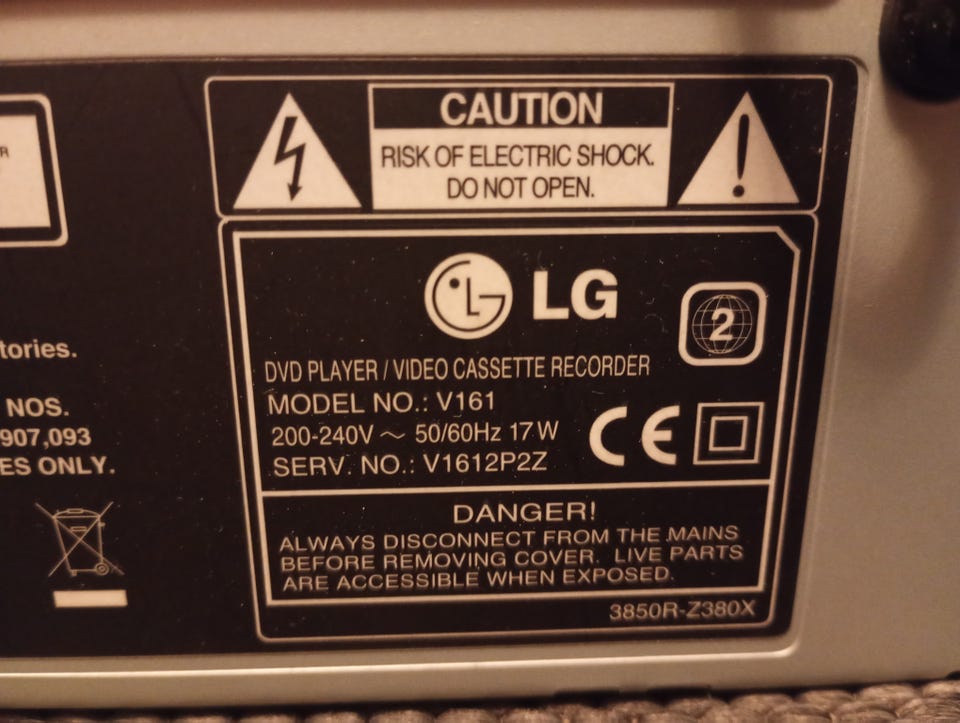 CAUTION
RISK OF ELECTRIC SHOCK.
DO NOT OPEN.
R
LG
2
DVD PLAYER / VIDEO CASSETTE RECORDER
MODEL NO.: V161
200-240V ~ 50/60Hz 17W
SERV. NO.: V1612P2Z
CE
DANGER!
ALWAYS DISCONNECT FROM THE MAINS
BEFORE REMOVING COVER. LIVE PARTS
ARE ACCESSIBLE WHEN EXPOSED.
3850R-Z380X
tories.
NOS.
907,093
ES ONLY.